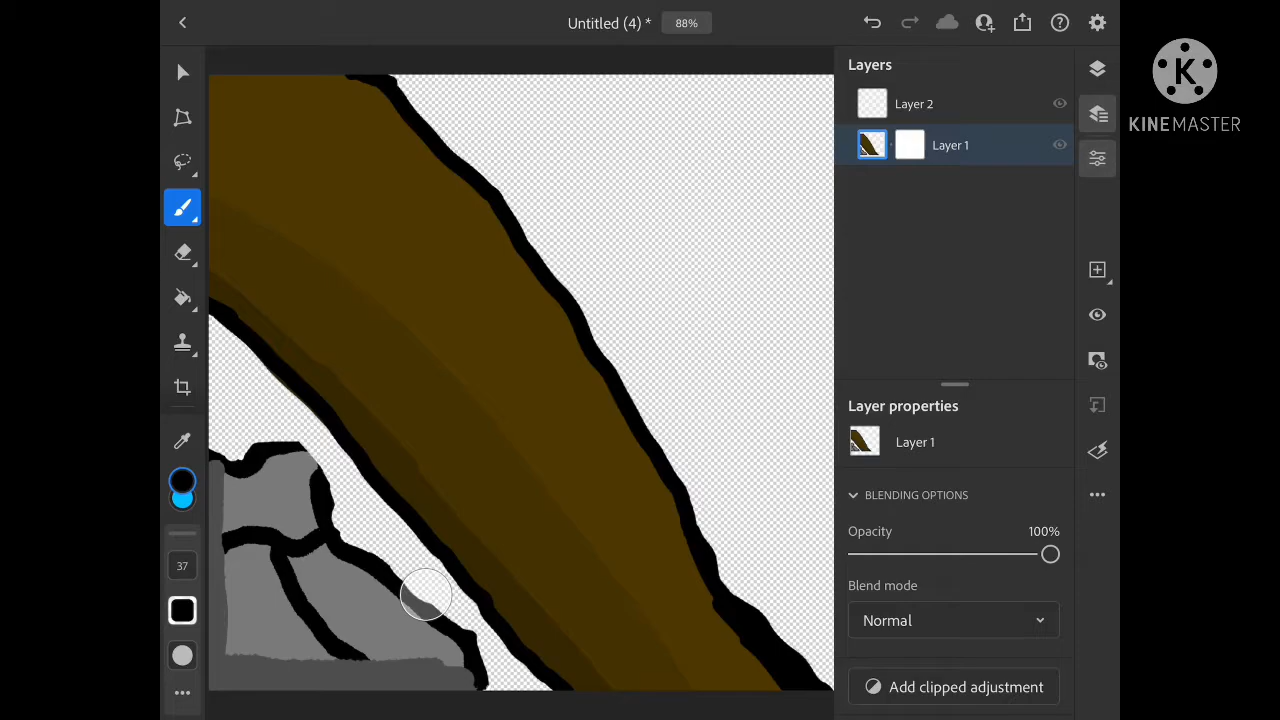 Untitled (4) *
88%
K
KINEMASTER
Layers
Layer 2
Layer 1
Layer properties
Layer 1
BLENDING OPTIONS
Opacity
100%
Blend mode
Normal
Add clipped adjustment
37